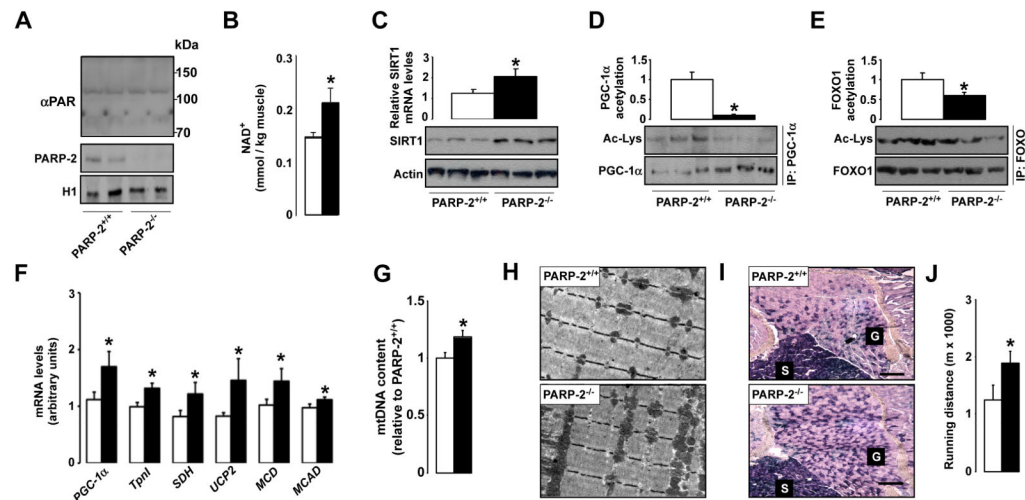 A
kDa
αPAR
150
100
70
PARP-2
H1
PARP-2+/+
PARP-2-/-
B
NAD+
(mmol / kg muscle)
0.3
0.2
0.1
0
*
C
Relative SIRT1
mRNA levles
3
2
1
0
*
SIRT1
Actin
PARP-2+/+ PARP-2-/-
D
PGC-1α
acetylation
1.5
1
0.5
0
*
Ac-Lys
PGC-1α
IP: PGC-1α
PARP-2+/+ PARP-2-/-
E
FOXO1
acetylation
1.5
1
0.5
0
*
Ac-Lys
FOXO1
IP: FOXO
PARP-2+/+ PARP-2-/-
F
mRNA levels
(arbitrary units)
3
2
1
0
* * * * * *
PGC-1α TpnI SDH UCP2 MCD MCAD
G
mtDNA content
(relative to PARP-2+/+)
1.5
1
0.5
0
*
H
PARP-2+/+
PARP-2-/-
I
PARP-2+/+
G
S
PARP-2-/-
G
S
J
Running distance (m x 1000)
3
2
1
0
*